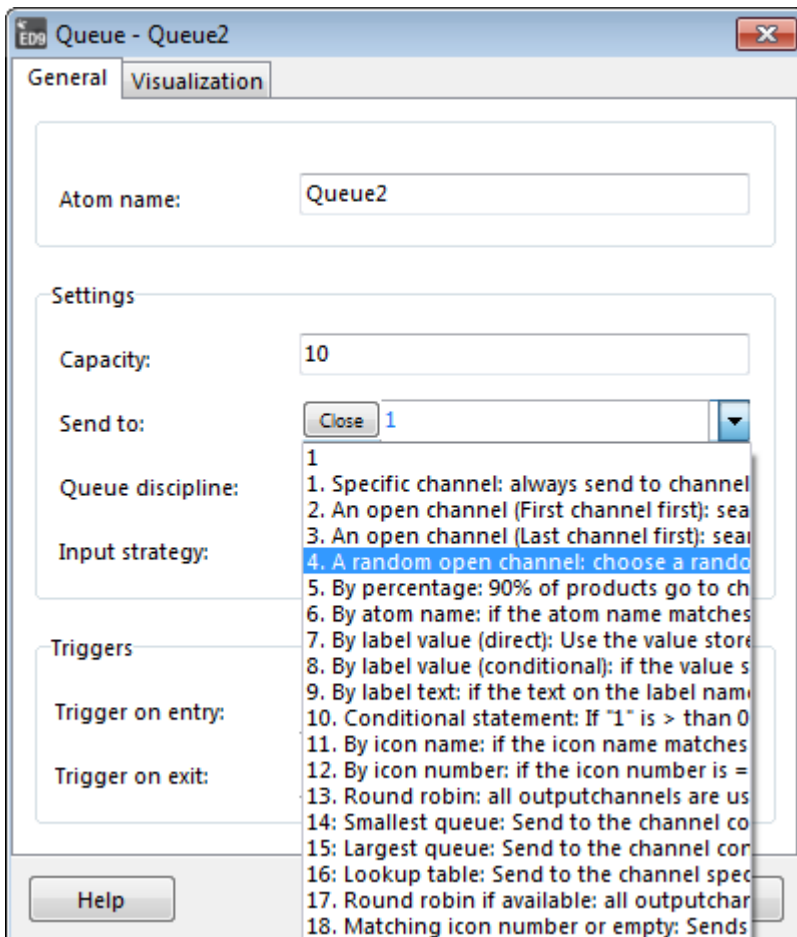 ED9 Queue - Queue2
General Visualization
Atom name: Queue2
Settings
Capacity: 10
Send to: Close 1
Queue discipline:
Input strategy:
Triggers
Trigger on entry:
Trigger on exit:
Help
1
1. Specific channel: always send to channel
2. An open channel (First channel first): sea
3. An open channel (Last channel first): sear
4. A random open channel: choose a rando
5. By percentage: 90% of products go to ch
6. By atom name: if the atom name matches
7. By label value (direct): Use the value store
8. By label value (conditional): if the value s
9. By label text: if the text on the label name
10. Conditional statement: If "1" is > than 0
11. By icon name: if the icon name matches
12. By icon number: if the icon number is =
13. Round robin: all outputchannels are us
14: Smallest queue: Send to the channel co
15: Largest queue: Send to the channel con
16: Lookup table: Send to the channel spec
17. Round robin if available: all outputchar
18. Matching icon number or empty: Sends